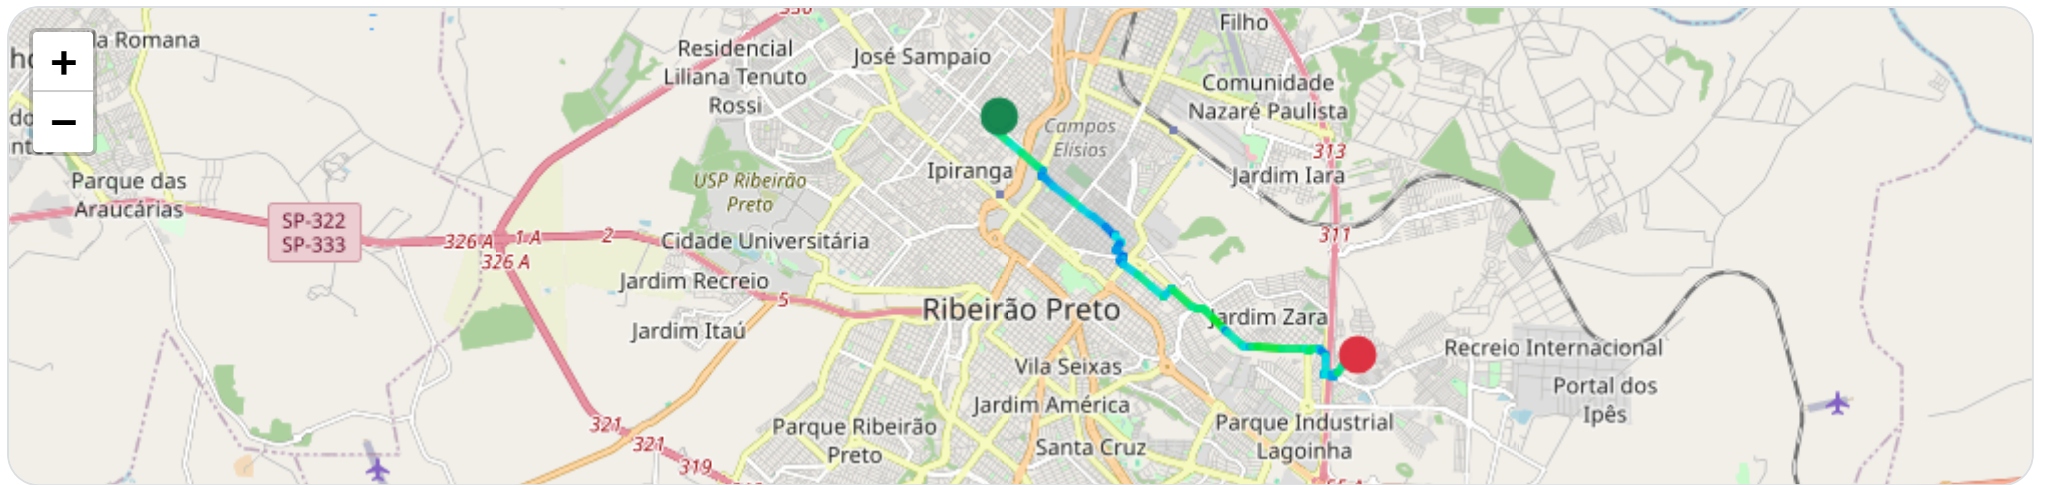 +
−
la Romana
Parque das
Araucárias
SP-322
SP-333
326 A
1 A
326 A
2
5
321
321
319
Residencial
Liliana Tenuto
Rossi
José Sampaio
USP Ribeirão
Preto
Cidade Universitária
Jardim Recreio
Jardim Itaú
Ipiranga
Campos
Elísios
Ribeirão Preto
Vila Seixas
Jardim América
Santa Cruz
Parque Ribeirão
Preto
Filho
Comunidade
Nazaré Paulista
313
Jardim Iara
311
Jardim Zara
Recreio Internacional
Portal dos
Ipês
Parque Industrial
Lagoinha